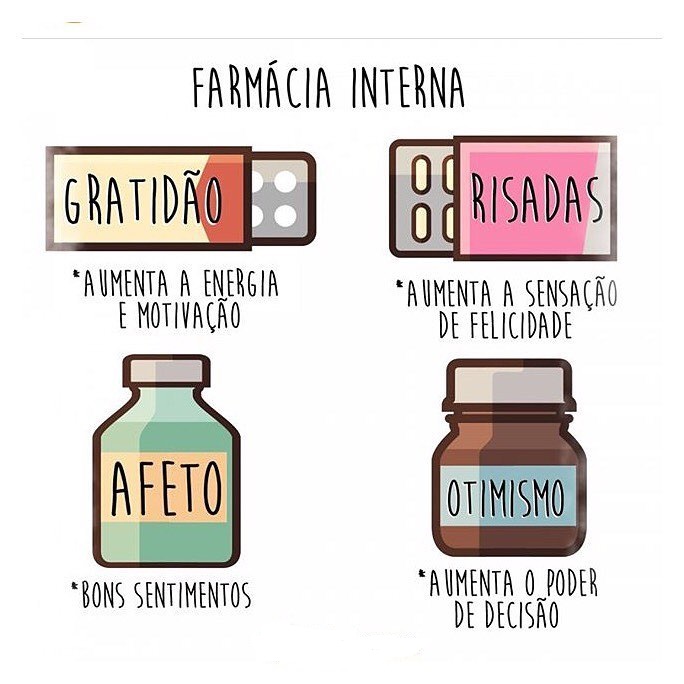 FARMÁCIA INTERNA
GRATIDÃO
RISADAS
*AUMENTA A ENERGIA
E MOTIVAÇÃO
*AUMENTA A SENSAÇÃO
DE FELICIDADE
AFETO
OTIMISMO
*BONS SENTIMENTOS
*AUMENTA O PODER
DE DECISÃO